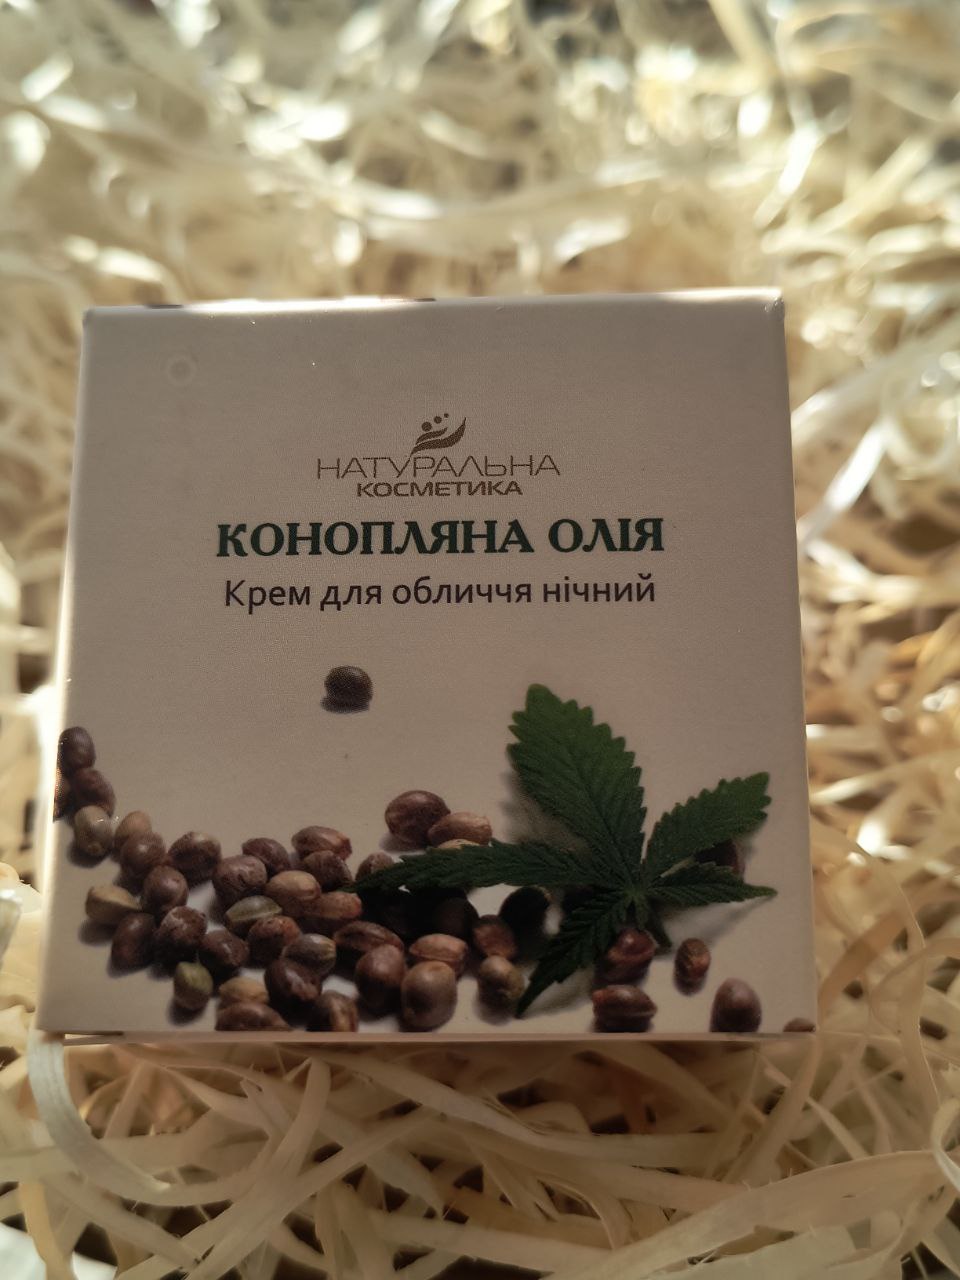 НАТУРАЛЬНА
КОСМЕТИКА
КОНОПЛЯНА ОЛІЯ
Крем для обличчя нічний